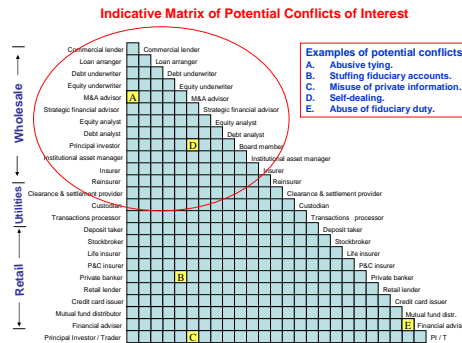 Indicative Matrix of Potential Conflicts of Interest
Examples of potential conflicts
A. Abusive tying.
B. Stuffing fiduciary accounts.
C. Misuse of private information.
D. Self-dealing.
E. Abuse of fiduciary duty.
Wholesale
Utilities
Retail
Commercial lender Commercial lender
Loan arranger Loan arranger
Debt underwriter Debt underwriter
Equity underwriter Equity underwriter
M&A advisor A M&A advisor
Strategic financial advisor Strategic financial advisor
Equity analyst Equity analyst
Debt analyst Debt analyst
Principal investor D Board member
Institutional asset manager Institutional asset manager
Insurer Insurer
Reinsurer Reinsurer
Clearance & settlement provider Clearance & settlement provider
Custodian Custodian
Transactions processor Transactions processor
Deposit taker Deposit taker
Stockbroker Stockbroker
Life insurer Life insurer
P&C insurer P&C insurer
Private banker B Private banker
Retail lender Retail lender
Credit card issuer Credit card issuer
Mutual fund distributor Mutual fund distr.
Financial adviser E Financial advise
Principal Investor / Trader C PI / T